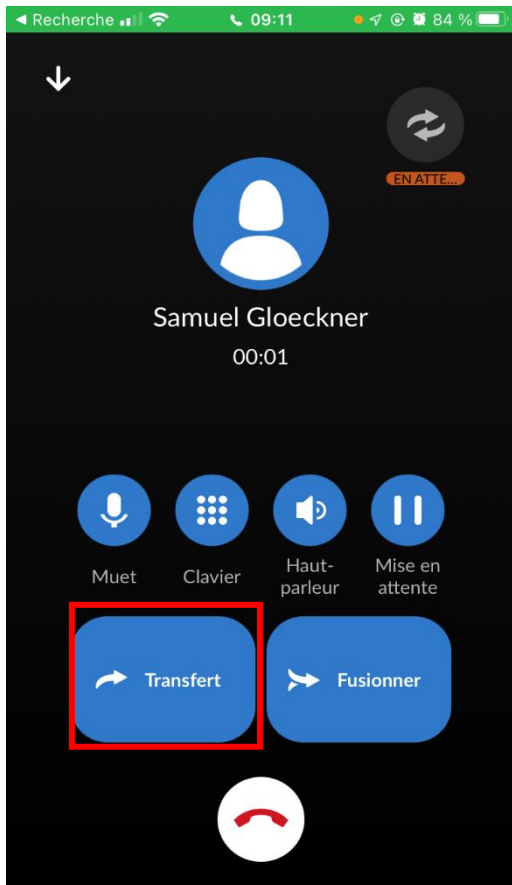 ◀ Recherche 09:11 84 %
EN ATTE...
Samuel Gloeckner
00:01
Muet Clavier Haut-parleur Mise en attente
Transfert Fusionner